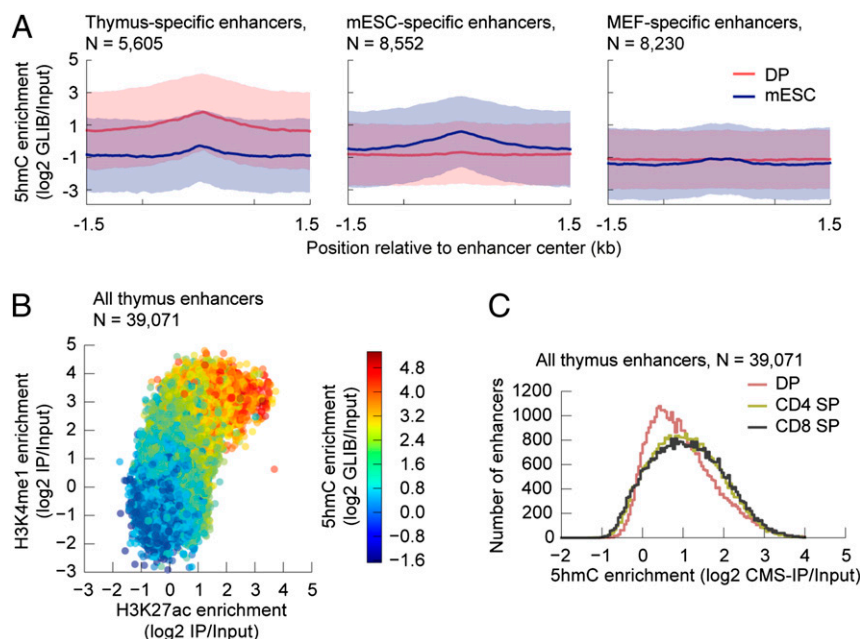 A
Thymus-specific enhancers,
N = 5,605
mESC-specific enhancers,
N = 8,552
MEF-specific enhancers,
N = 8,230
5hmC enrichment
(log2 GLIB/Input)
5
3
1
-1
-3
DP
mESC
-1.5
1.5
-1.5
1.5
-1.5
1.5
Position relative to enhancer center (kb)
B
All thymus enhancers
N = 39,071
H3K4me1 enrichment
(log2 IP/Input)
5
4
3
2
1
0
−1
−2
−3
−3
−2
−1
0
1
2
3
4
5
H3K27ac enrichment
(log2 IP/Input)
5hmC enrichment
(log2 GLIB/Input)
4.8
4.0
3.2
2.4
1.6
0.8
0.0
−0.8
−1.6
C
All thymus enhancers, N = 39,071
DP
CD4 SP
CD8 SP
Number of enhancers
1200
1000
800
600
400
200
0
−2
−1
0
1
2
3
4
5
5hmC enrichment (log2 CMS-IP/Input)